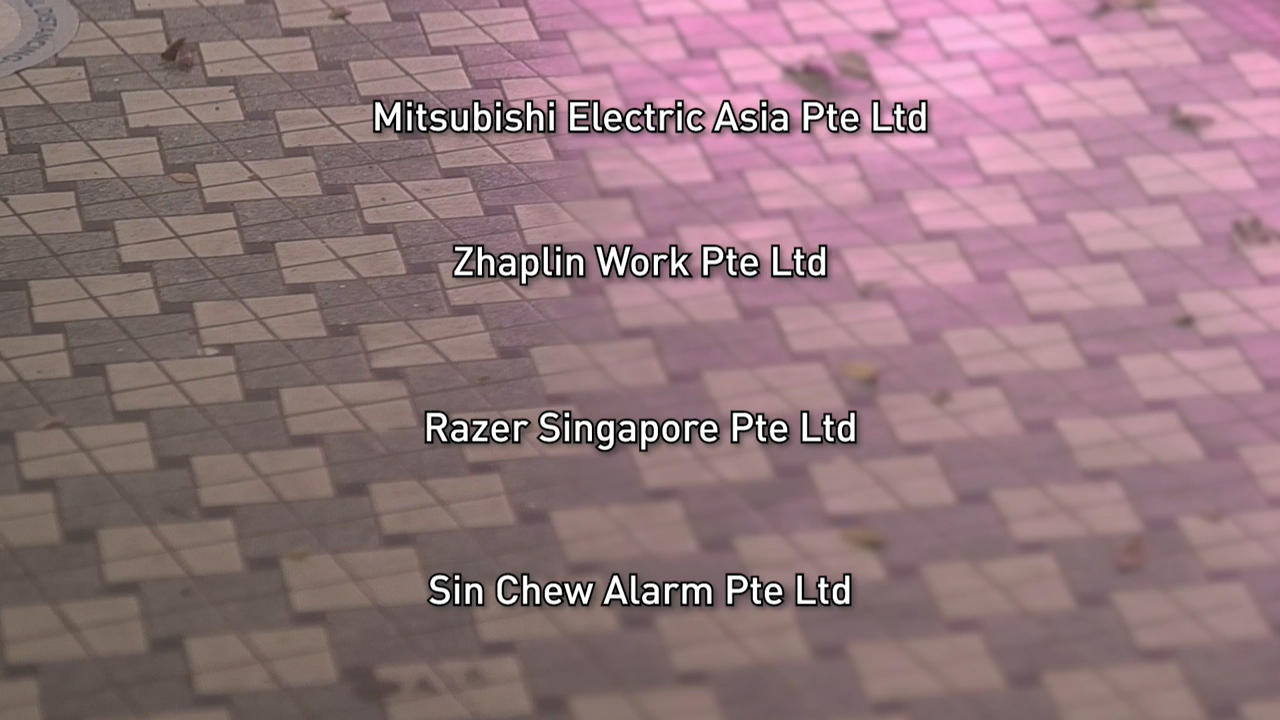 Mitsubishi Electric Asia Pte Ltd
Zhaplin Work Pte Ltd
Razer Singapore Pte Ltd
Sin Chew Alarm Pte Ltd